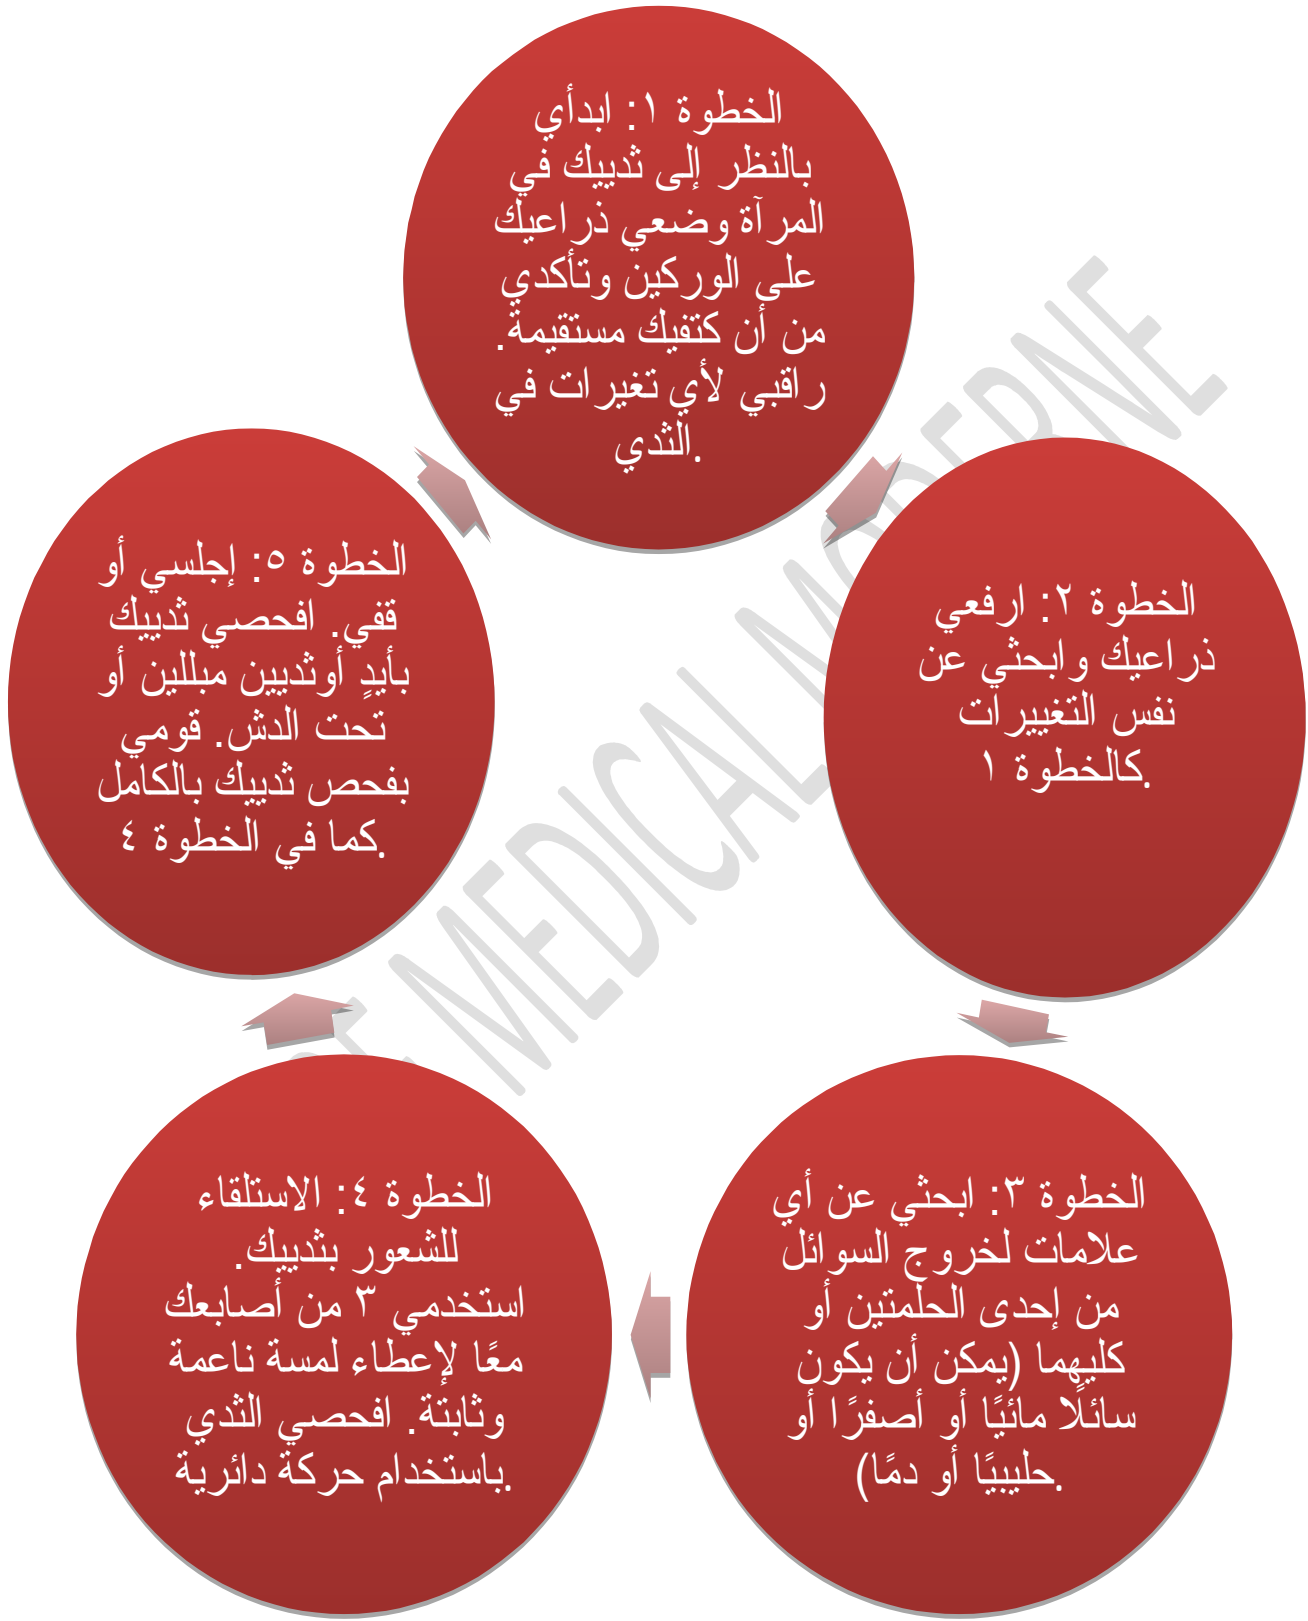 الخطوة ١: ابدأي
بالنظر إلى ثدييك في
المرآة وضعي ذراعيك
على الوركين وتأكدي
من أن كتفيك مستقيمة.
راقبي لأي تغيرات في
الثدي.
الخطوة ٢: ارفعي
ذراعيك وابحثي عن
نفس التغييرات
كالخطوة ١.
الخطوة ٣: ابحثي عن أي
علامات لخروج السوائل
من إحدى الحلمتين أو
كليهما (يمكن أن يكون
سائلًا مائيًا أو أصفرًا أو
حليبيًا أو دمًا).
الخطوة ٤: الاستلقاء
للشعور بثدييك.
استخدمي ٣ من أصابعك
معًا لإعطاء لمسة ناعمة
وثابتة. افحصي الثدي
باستخدام حركة دائرية.
الخطوة ٥: إجلسي أو
قفي. افحصي ثدييك
بأيدٍ أوثديين مبللين أو
تحت الدش. قومي
بفحص ثدييك بالكامل
كما في الخطوة ٤.
MEDICAL MODERNE